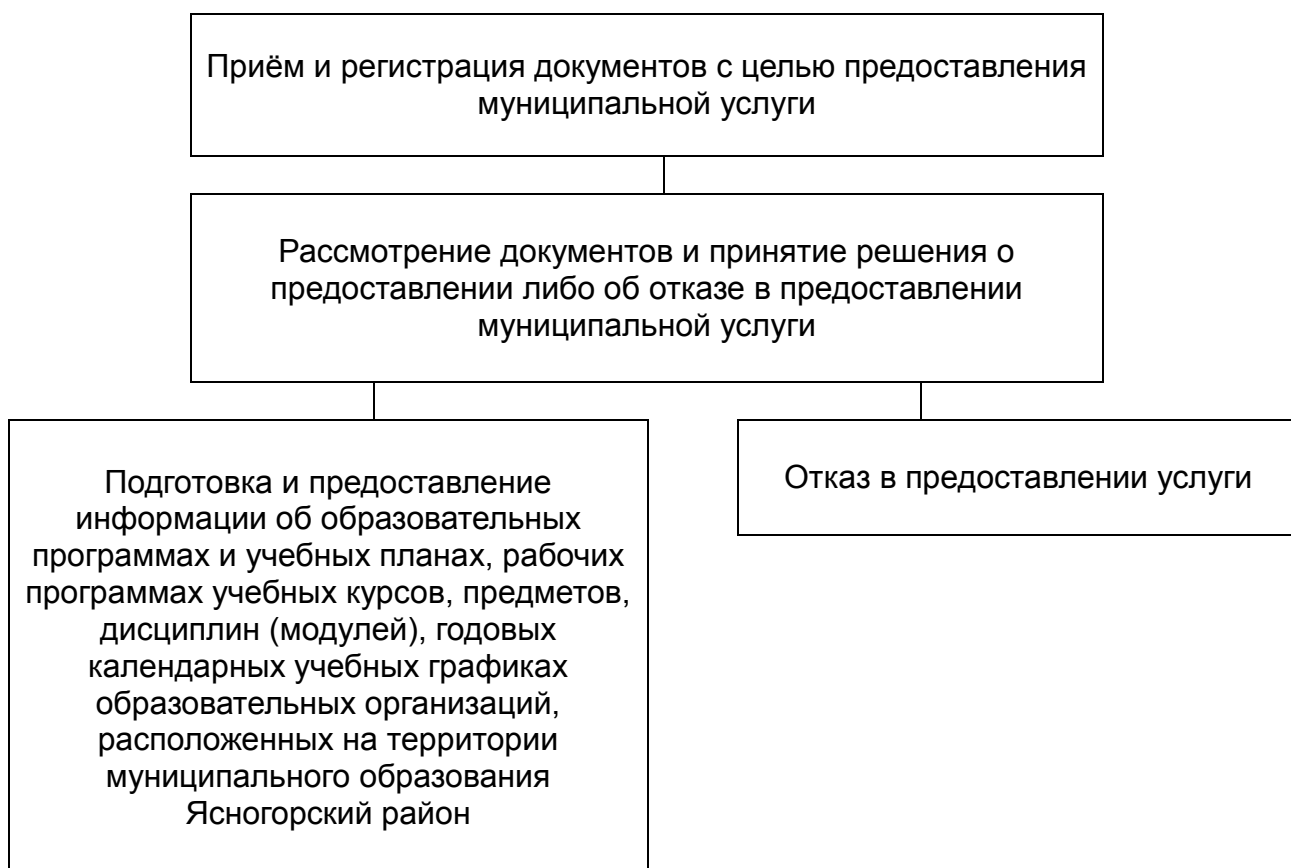 Приём и регистрация документов с целью предоставления
муниципальной услуги
Рассмотрение документов и принятие решения о
предоставлении либо об отказе в предоставлении
муниципальной услуги
Подготовка и предоставление
информации об образовательных
программах и учебных планах, рабочих
программах учебных курсов, предметов,
дисциплин (модулей), годовых
календарных учебных графиках
образовательных организаций,
расположенных на территории
муниципального образования
Ясногорский район
Отказ в предоставлении услуги